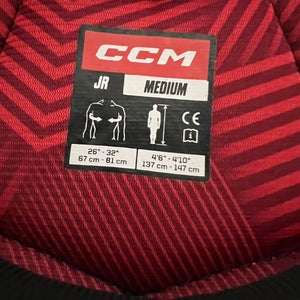 CCM
JR MEDIUM
CE
26" - 32"
67 cm - 81 cm
4'6" - 4'10"
137 cm - 147 cm